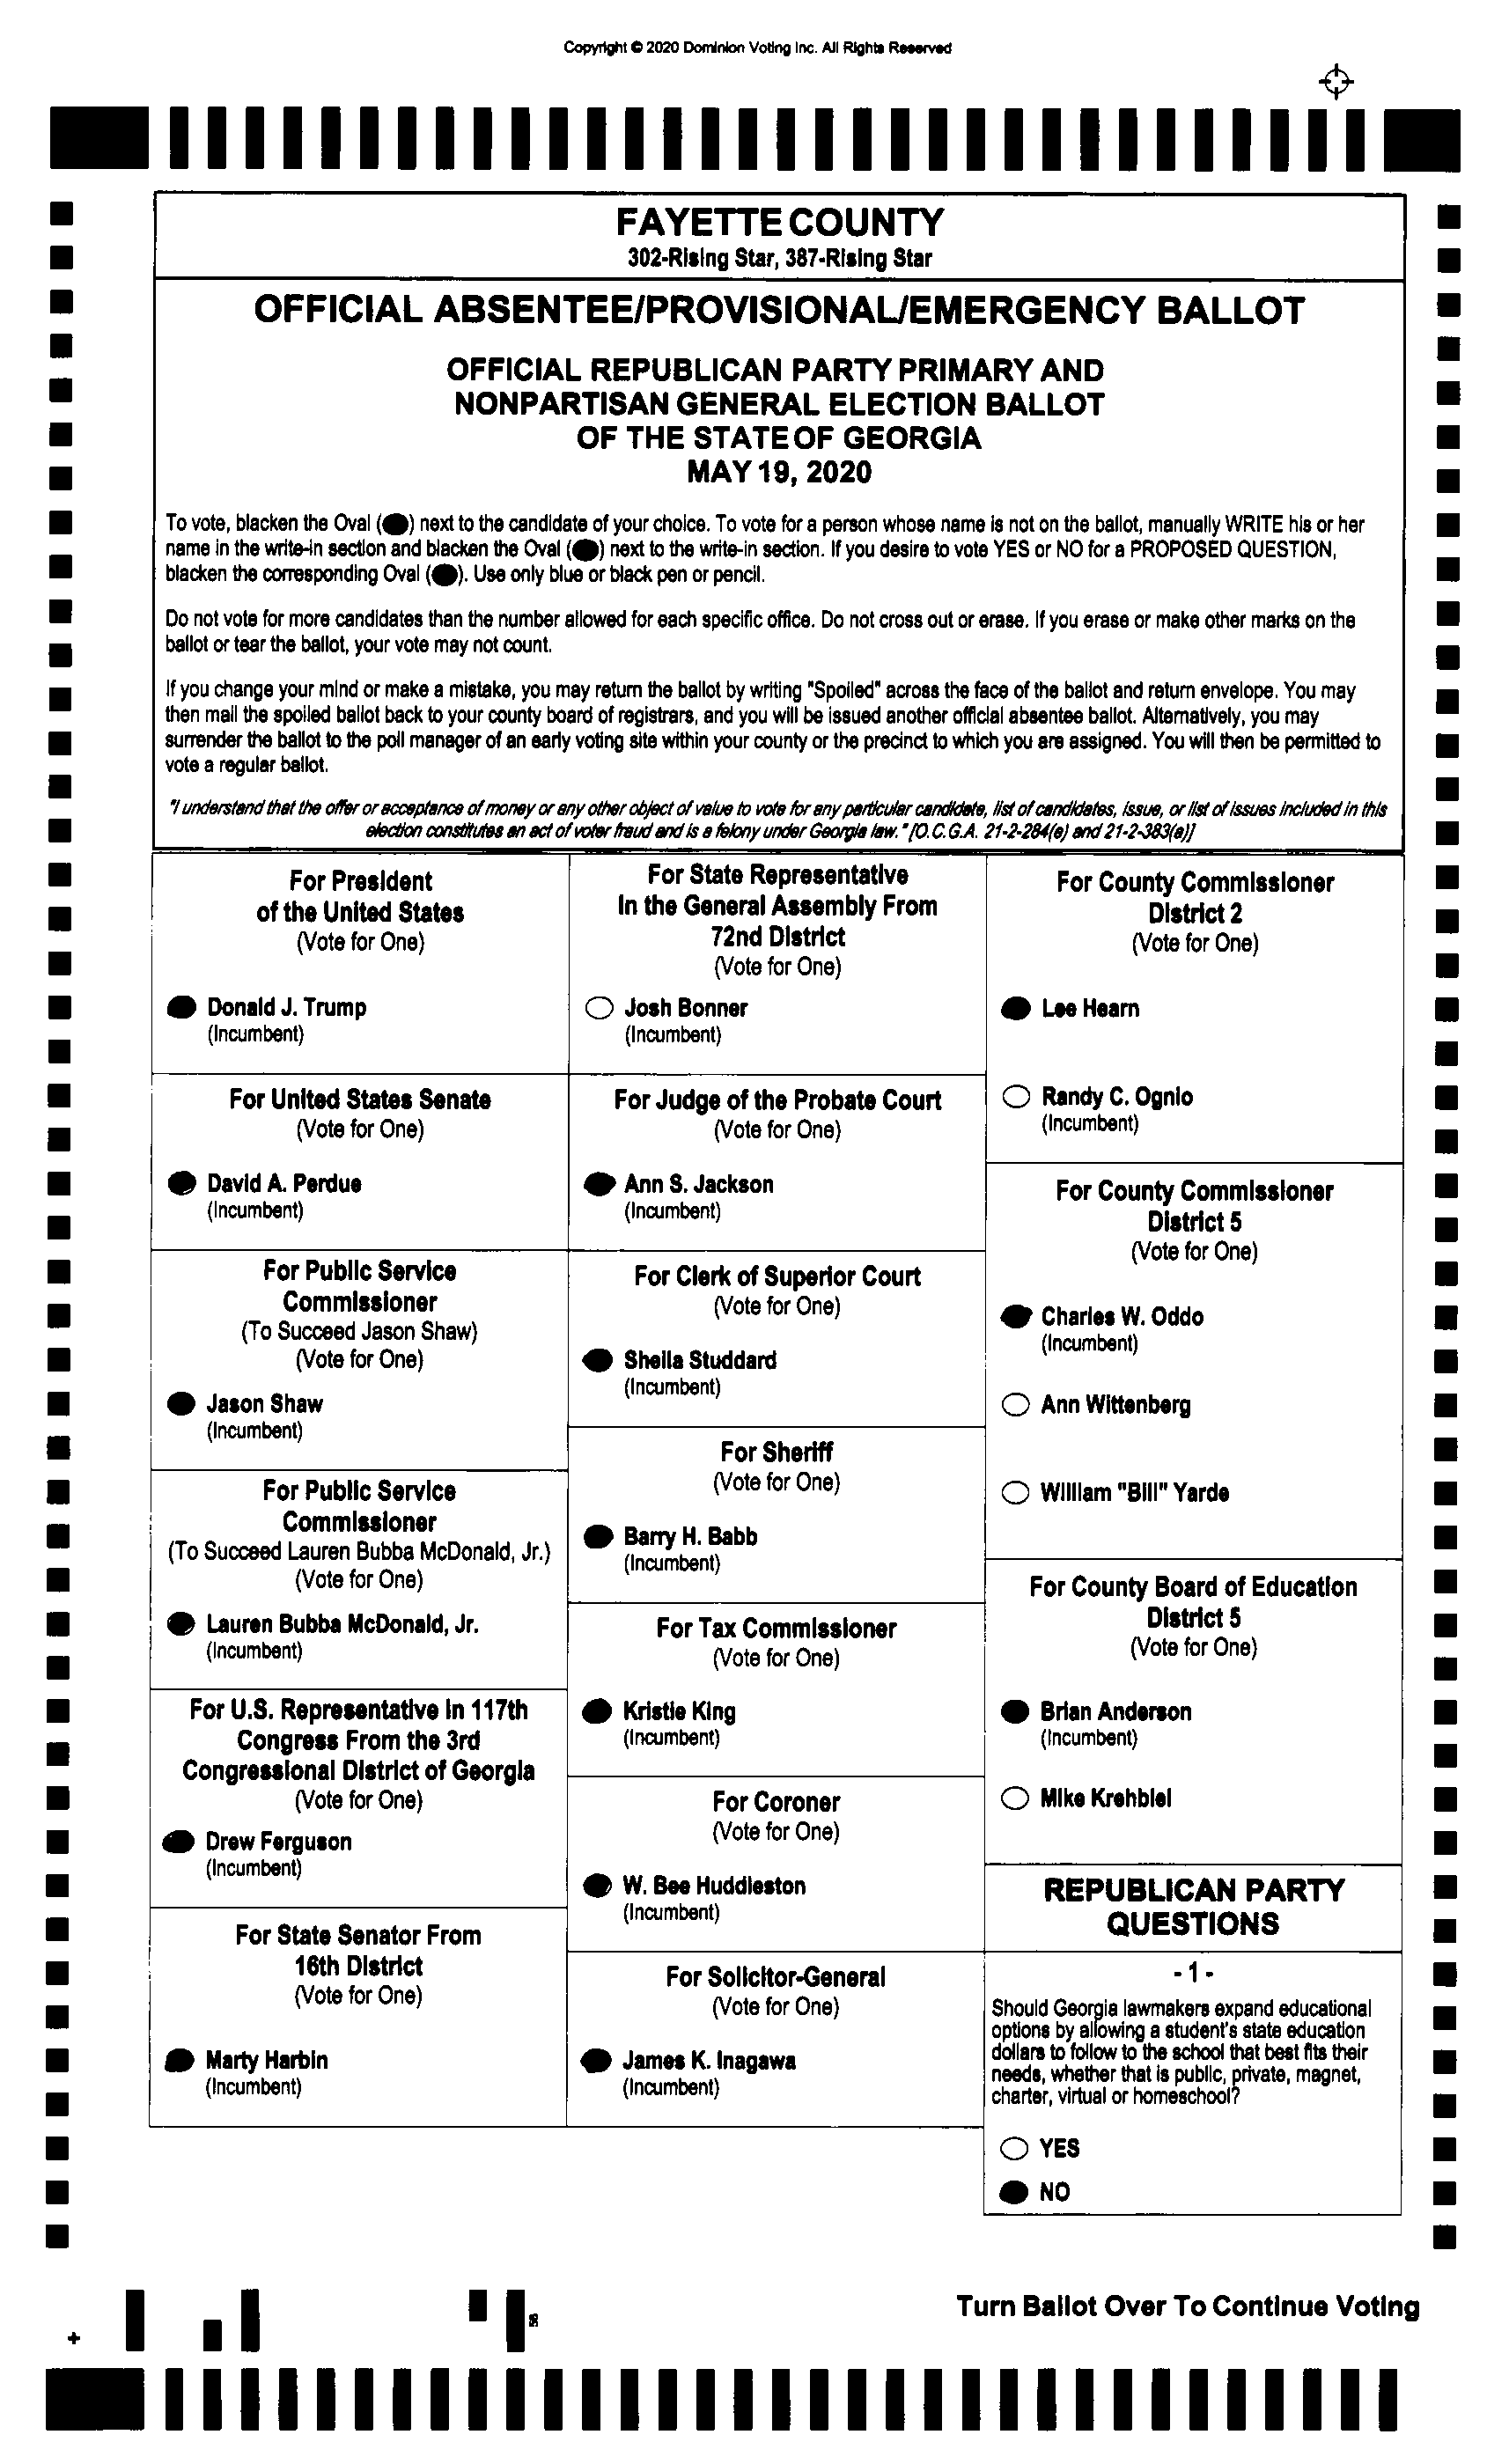 Copyright © 2020 Dominion Voting Inc. All Rights Reserved
FAYETTE COUNTY
302-Rising Star, 387-Rising Star
OFFICIAL ABSENTEE/PROVISIONAL/EMERGENCY BALLOT
OFFICIAL REPUBLICAN PARTY PRIMARY AND
NONPARTISAN GENERAL ELECTION BALLOT
OF THE STATE OF GEORGIA
MAY 19, 2020
To vote, blacken the Oval ( ) next to the candidate of your choice. To vote for a person whose name is not on the ballot, manually WRITE his or her
name in the write-in section and blacken the Oval ( ) next to the write-in section. If you desire to vote YES or NO for a PROPOSED QUESTION,
blacken the corresponding Oval ( ). Use only blue or black pen or pencil.
Do not vote for more candidates than the number allowed for each specific office. Do not cross out or erase. If you erase or make other marks on the
ballot or tear the ballot, your vote may not count.
If you change your mind or make a mistake, you may return the ballot by writing "Spoiled" across the face of the ballot and return envelope. You may
then mail the spoiled ballot back to your county board of registrars, and you will be issued another official absentee ballot. Alternatively, you may
surrender the ballot to the poll manager of an early voting site within your county or the precinct to which you are assigned. You will then be permitted to
vote a regular ballot.
"I understand that the offer or acceptance of money or any other object of value to vote for any particular candidate, list of candidates, issue, or list of issues included in this
election constitutes an act of voter fraud and is a felony under Georgia law." [O.C.G.A. 21-2-284(e) and 21-2-383(a)]
For President
of the United States
(Vote for One)
Donald J. Trump
(Incumbent)
For United States Senate
(Vote for One)
David A. Perdue
(Incumbent)
For Public Service
Commissioner
(To Succeed Jason Shaw)
(Vote for One)
Jason Shaw
(Incumbent)
For Public Service
Commissioner
(To Succeed Lauren Bubba McDonald, Jr.)
(Vote for One)
Lauren Bubba McDonald, Jr.
(Incumbent)
For U.S. Representative in 117th
Congress From the 3rd
Congressional District of Georgia
(Vote for One)
Drew Ferguson
(Incumbent)
For State Senator From
16th District
(Vote for One)
Marty Harbin
(Incumbent)
For State Representative
In the General Assembly From
72nd District
(Vote for One)
Josh Bonner
(Incumbent)
For Judge of the Probate Court
(Vote for One)
Ann S. Jackson
(Incumbent)
For Clerk of Superior Court
(Vote for One)
Sheila Studdard
(Incumbent)
For Sheriff
(Vote for One)
Barry H. Babb
(Incumbent)
For Tax Commissioner
(Vote for One)
Kristie King
(Incumbent)
For Coroner
(Vote for One)
W. Bee Huddleston
(Incumbent)
For Solicitor-General
(Vote for One)
James K. Inagawa
(Incumbent)
For County Commissioner
District 2
(Vote for One)
Lee Hearn
Randy C. Ognio
(Incumbent)
For County Commissioner
District 5
(Vote for One)
Charles W. Oddo
(Incumbent)
Ann Wittenberg
William "Bill" Yarde
For County Board of Education
District 5
(Vote for One)
Brian Anderson
(Incumbent)
Mike Krehbiel
REPUBLICAN PARTY
QUESTIONS
- 1 -
Should Georgia lawmakers expand educational
options by allowing a student's state education
dollars to follow to the school that best fits their
needs, whether that is public, private, magnet,
charter, virtual or homeschool?
YES
NO
Turn Ballot Over To Continue Voting